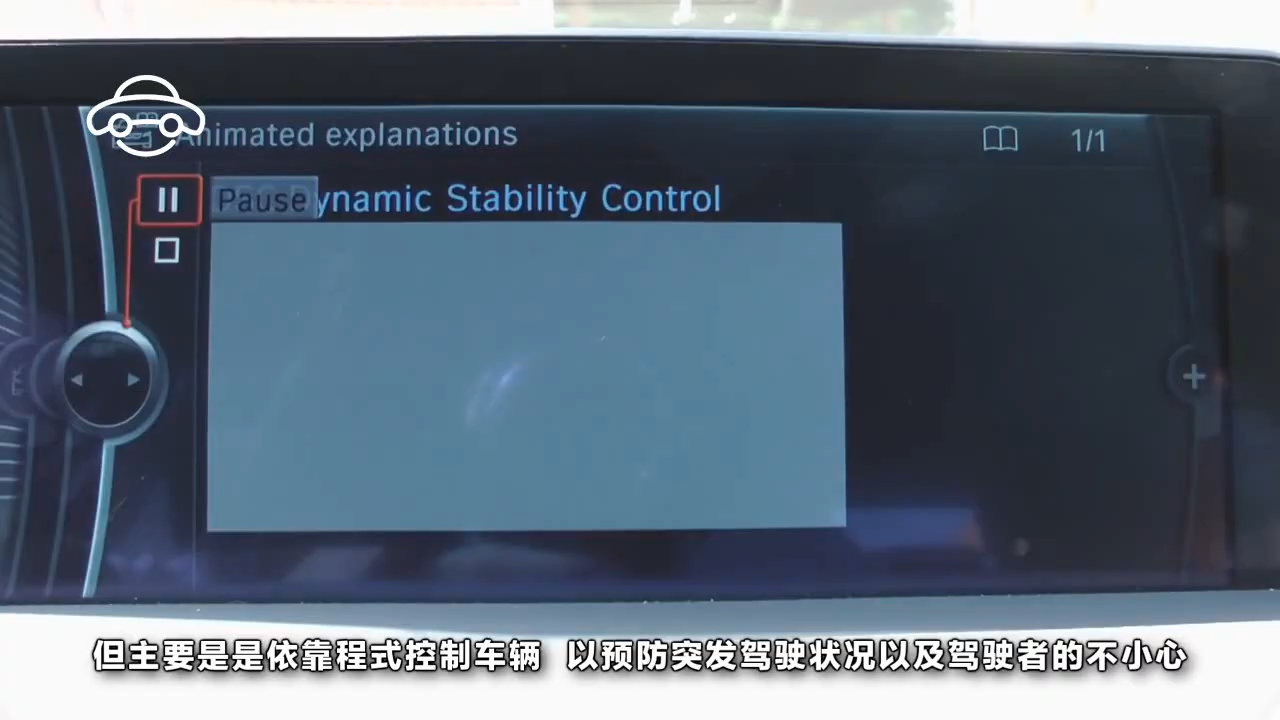 Animated explanations
1/1
Pause
ynamic Stability Control
但主要是是依靠程式控制车辆 以预防突发驾驶状况以及驾驶者的不小心